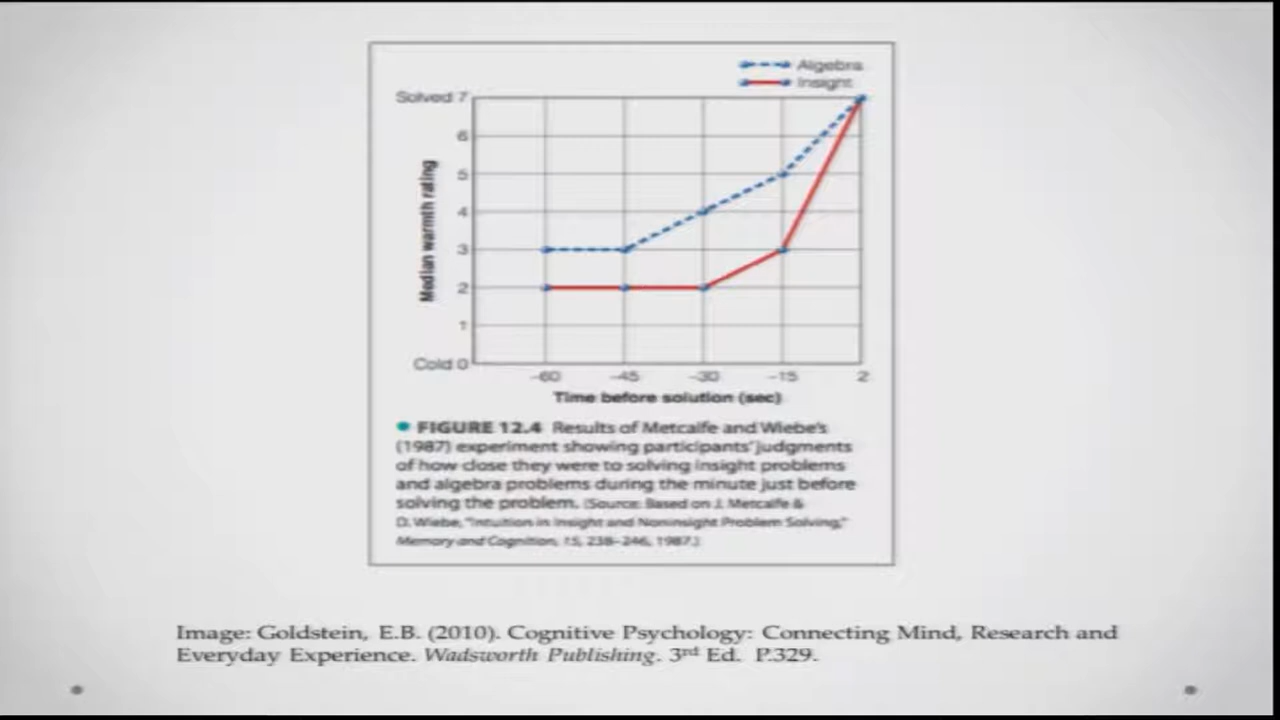 Algebra
Insight
Solved 7
6
5
4
3
2
1
Cold 0
Median warmth rating
-60 -45 -30 -15 2
Time before solution (sec)
• FIGURE 12.4 Results of Metcalfe and Wiebe's
(1987) experiment showing participants' judgments
of how close they were to solving insight problems
and algebra problems during the minute just before
solving the problem. (Source: Based on J. Metcalfe &
D. Wiebe, "Intuition in Insight and Noninsight Problem Solving,"
Memory and Cognition, 15, 238–246, 1987.)
Image: Goldstein, E.B. (2010). Cognitive Psychology: Connecting Mind, Research and
Everyday Experience. Wadsworth Publishing. 3rd Ed. P.329.